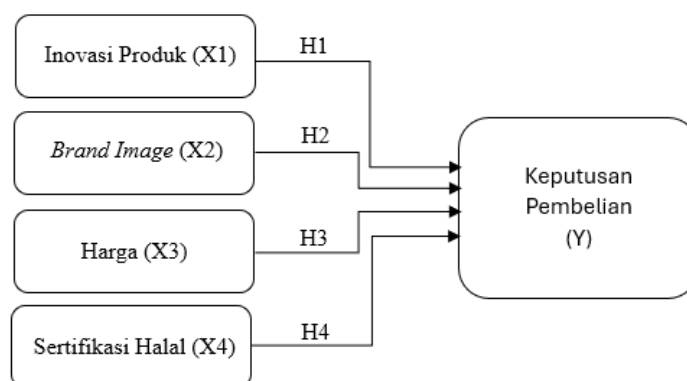 Inovasi Produk (X1)
H1
Brand Image (X2)
H2
Harga (X3)
H3
Sertifikasi Halal (X4)
H4
Keputusan
Pembelian
(Y)